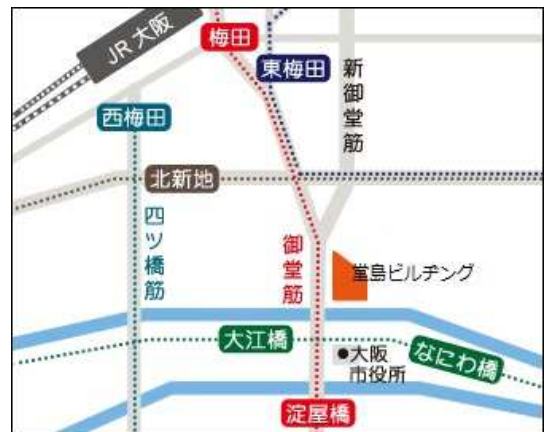 JR 大阪
梅田
東梅田
新御堂筋
西梅田
北新地
四ツ橋筋
御堂筋
堂島ビルヂング
大江橋
●大阪
市役所
なにわ橋
淀屋橋